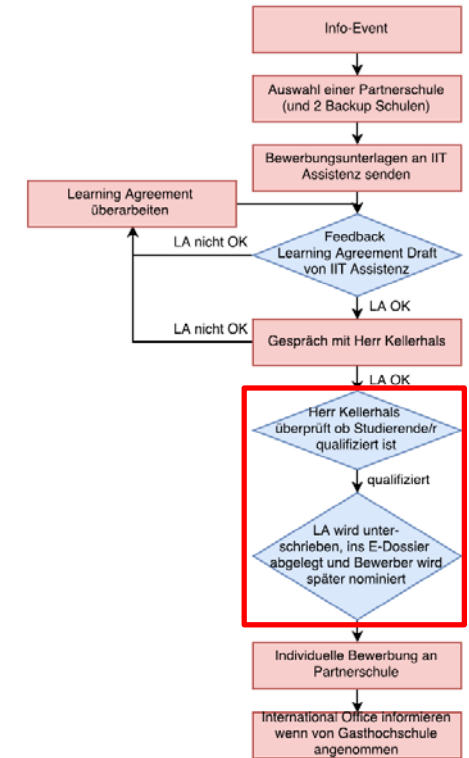 Info-Event
Auswahl einer Partnerschule
(und 2 Backup Schulen)
Bewerbungsunterlagen an IIT
Assistenz senden
Learning Agreement
überarbeiten
LA nicht OK
Feedback
Learning Agreement Draft
von IIT Assistenz
LA OK
LA nicht OK
Gespräch mit Herr Kellerhals
LA OK
Herr Kellerhals
überprüft ob Studierende/r
qualifiziert ist
qualifiziert
LA wird unter-
schrieben, ins E-Dossier
abgelegt und Bewerber wird
später nominiert
Individuelle Bewerbung an
Partnerschule
International Office informieren
wenn von Gasthochschule
angenommen